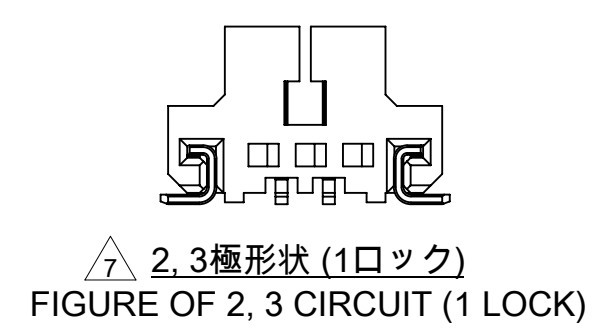 7 2, 3極形状 (1ロック)
FIGURE OF 2, 3 CIRCUIT (1 LOCK)